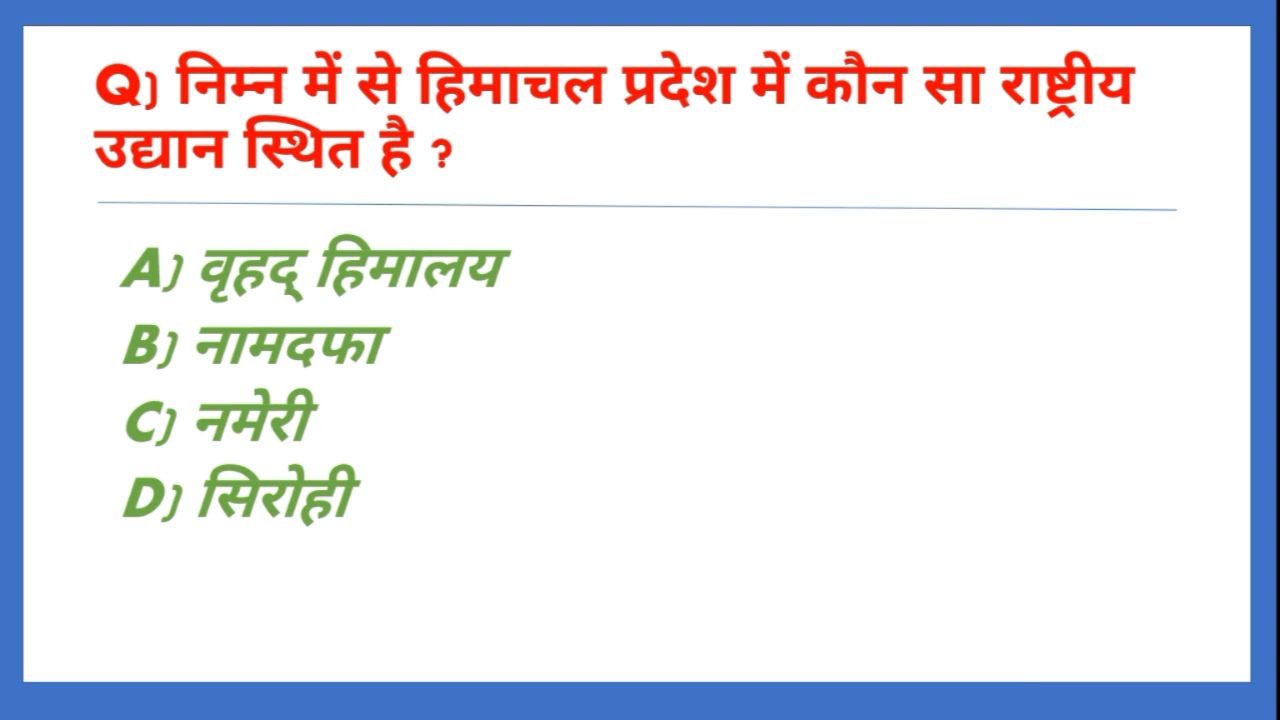 Q) निम्न में से हिमाचल प्रदेश में कौन सा राष्ट्रीय
उद्यान स्थित है ?
A) वृहद् हिमालय
B) नामदफा
C) नमेरी
D) सिरोही